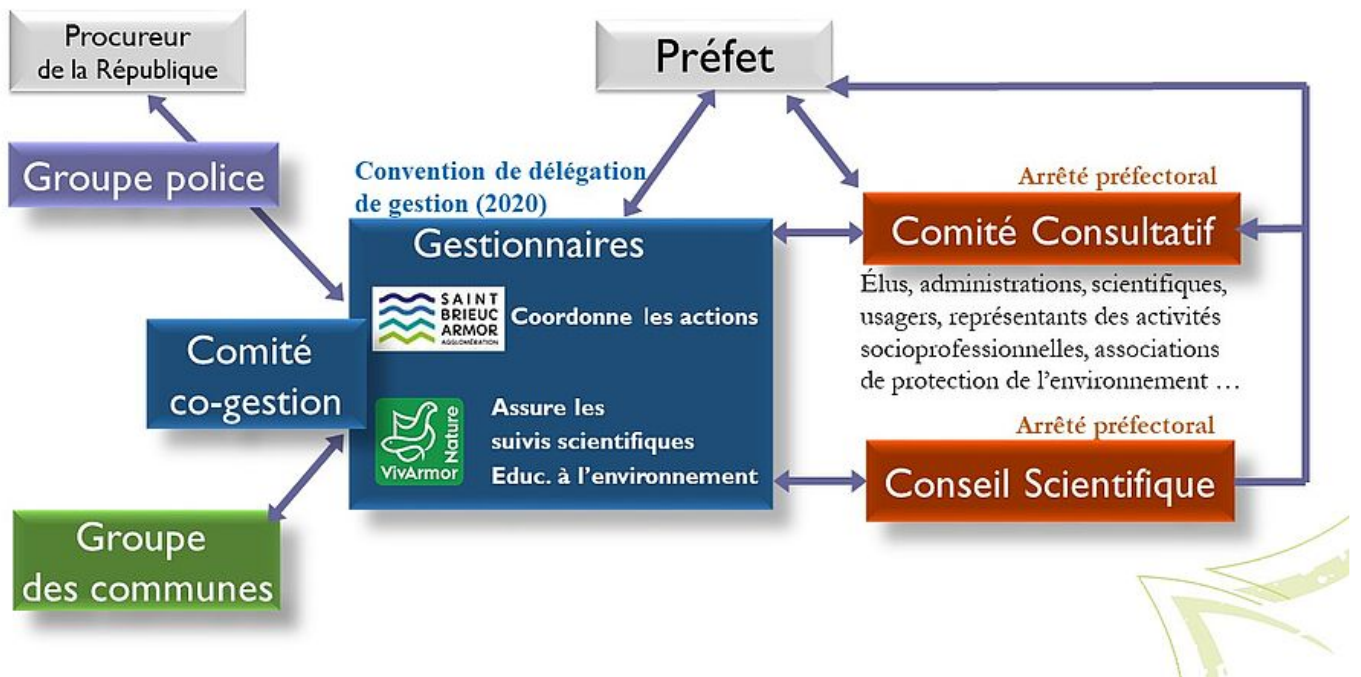 Procureur
de la République
Préfet
Groupe police
Convention de délégation
de gestion (2020)
Arrêté préfectoral
Gestionnaires
Comité Consultatif
SAINT
BRIEUC
ARMOR
AGGLOMÉRATION
Coordonne les actions
Élus, administrations, scientifiques,
usagers, représentants des activités
socioprofessionnelles, associations
de protection de l'environnement …
Comité
co-gestion
VivArmor
Nature
Assure les
suivis scientifiques
Educ. à l'environnement
Arrêté préfectoral
Conseil Scientifique
Groupe
des communes